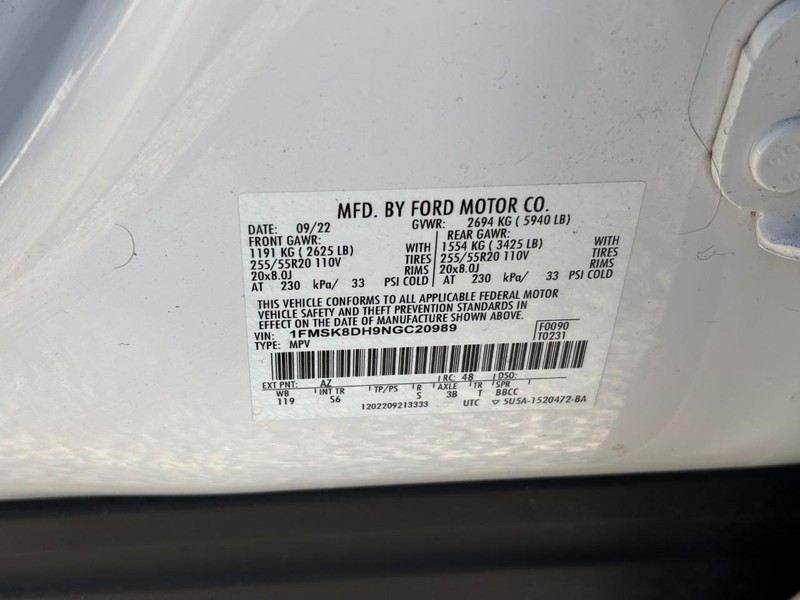 MFD. BY FORD MOTOR CO.
DATE: 09/22 GVWR: 2694 KG ( 5940 LB)
FRONT GAWR: REAR GAWR:
1191 KG ( 2625 LB) WITH 1554 KG ( 3425 LB) WITH
255/55R20 110V TIRES 255/55R20 110V TIRES
20x8.0J RIMS 20x8.0J RIMS
AT 230 kPa/ 33 PSI COLD AT 230 kPa/ 33 PSI COLD
THIS VEHICLE CONFORMS TO ALL APPLICABLE FEDERAL MOTOR
VEHICLE SAFETY AND THEFT PREVENTION STANDARDS IN
EFFECT ON THE DATE OF MANUFACTURE SHOWN ABOVE.
VIN: 1FMSK8DH9NGC20989 F0090
TYPE: MPV T0231
EXT PNT: AZ RC: 48 DSO:
WB INT TR TP/PS R AXLE TR SPR
119 S6 S 3B T BBCC
1202209213333 UTC 5U5A-1520472-BA